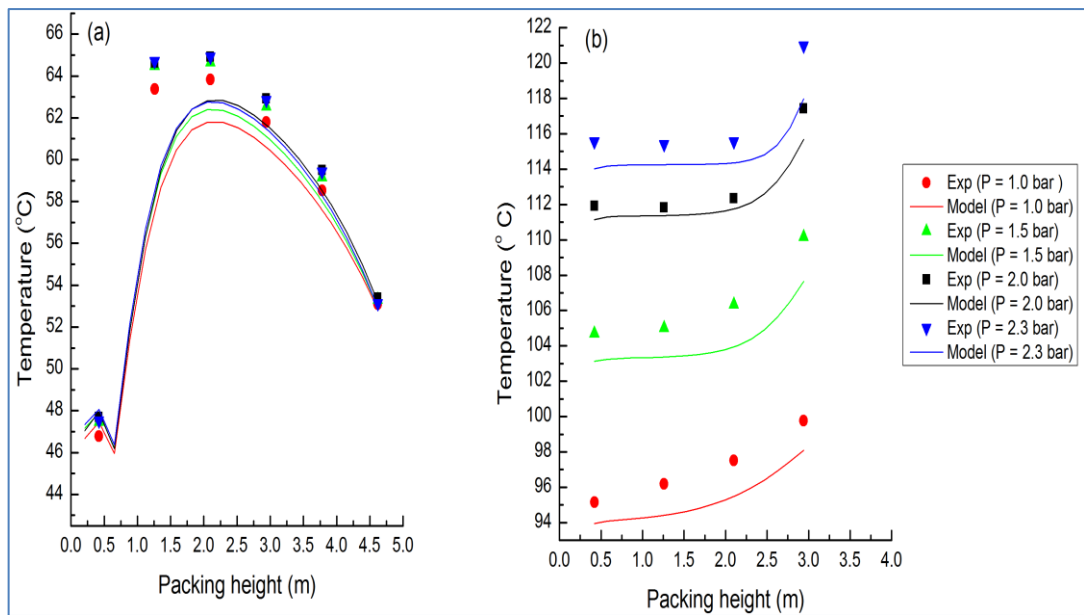 (a)
66
64
62
60
58
56
54
52
50
48
46
44
Temperature (°C)
0.0 0.5 1.0 1.5 2.0 2.5 3.0 3.5 4.0 4.5 5.0
Packing height (m)
(b)
122
120
118
116
114
112
110
108
106
104
102
100
98
96
94
Temperature (° C)
0.0 0.5 1.0 1.5 2.0 2.5 3.0 3.5 4.0
Packing height (m)
Exp (P = 1.0 bar )
Model (P = 1.0 bar)
Exp (P = 1.5 bar)
Model (P = 1.5 bar)
Exp (P = 2.0 bar)
Model (P = 2.0 bar)
Exp (P = 2.3 bar)
Model (P = 2.3 bar)